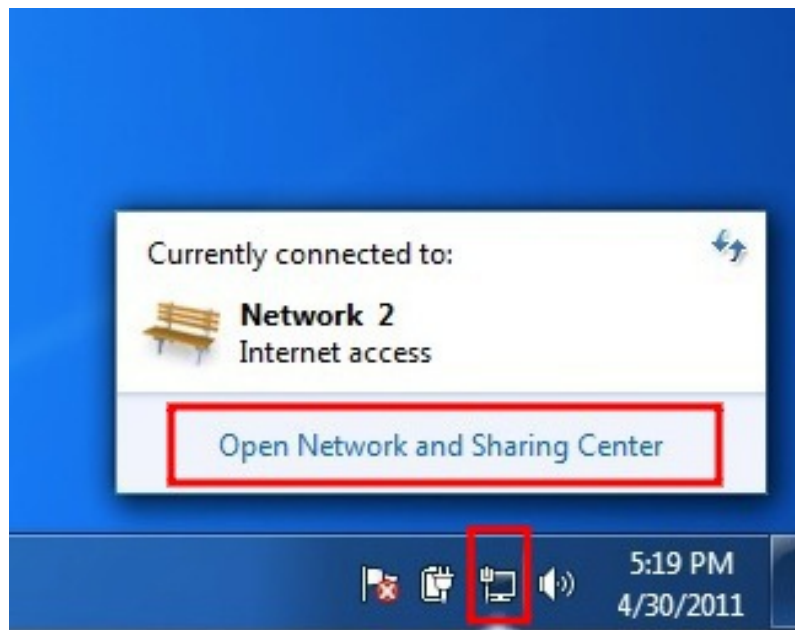 Currently connected to:
Network 2
Internet access
Open Network and Sharing Center
5:19 PM
4/30/2011